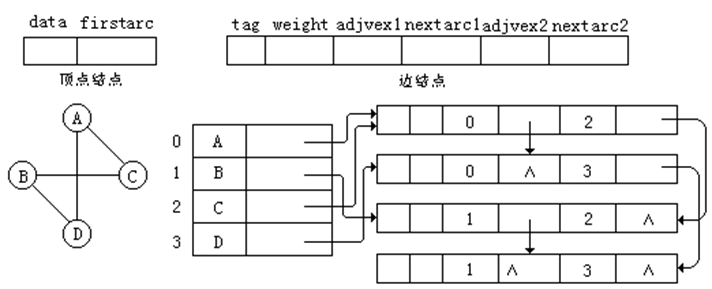 data firstarc
tag weight adjvex1 nextarc1 adjvex2 nextarc2
顶点结点
边结点
A
B
C
D
0 A
1 B
2 C
3 D
0 2
0 ∧ 3
1 2 ∧
1 ∧ 3 ∧